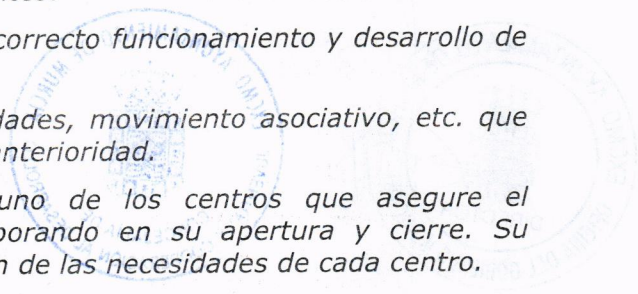 correcto funcionamiento y desarrollo de
dades, movimiento asociativo, etc. que
nterioridad.
uno de los centros que asegure el
borando en su apertura y cierre. Su
n de las necesidades de cada centro.